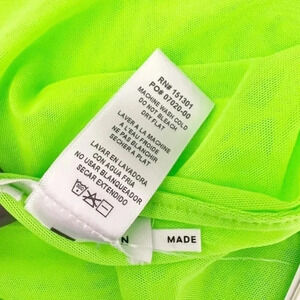 RN# 151301
PO# 07020-00
MACHINE WASH COLD
DO NOT BLEACH
DRY FLAT
LAVER A LA MACHINE
A L'EAU FROIDE
NE PAS BLANCHIR
SECHER A PLAT
LAVAR EN LAVADORA
CON AGUA FRIA
NO USAR BLANQUEADOR
SECAR EXTENDIDO
N
MADE